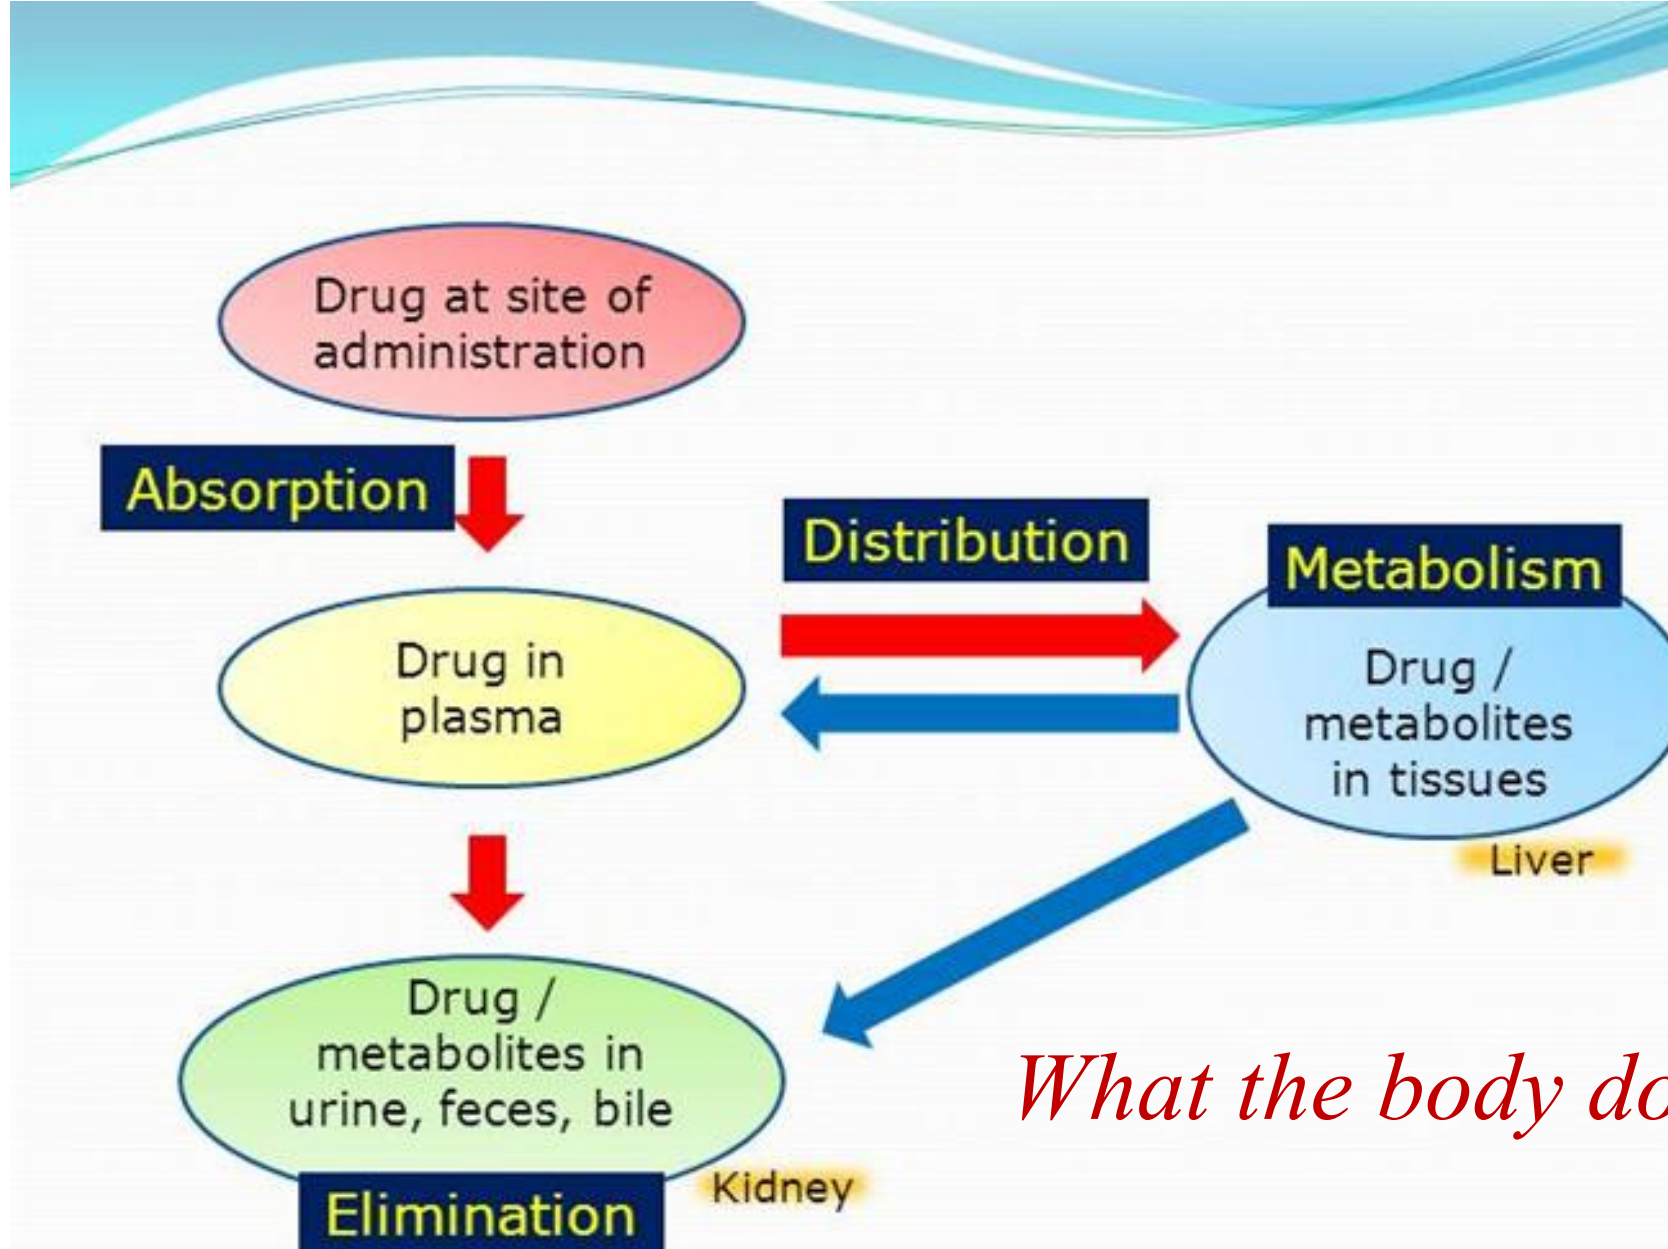 Drug at site of
administration
Absorption
Distribution
Metabolism
Drug in
plasma
Drug /
metabolites
in tissues
Liver
Drug /
metabolites in
urine, feces, bile
What the body do
Kidney
Elimination